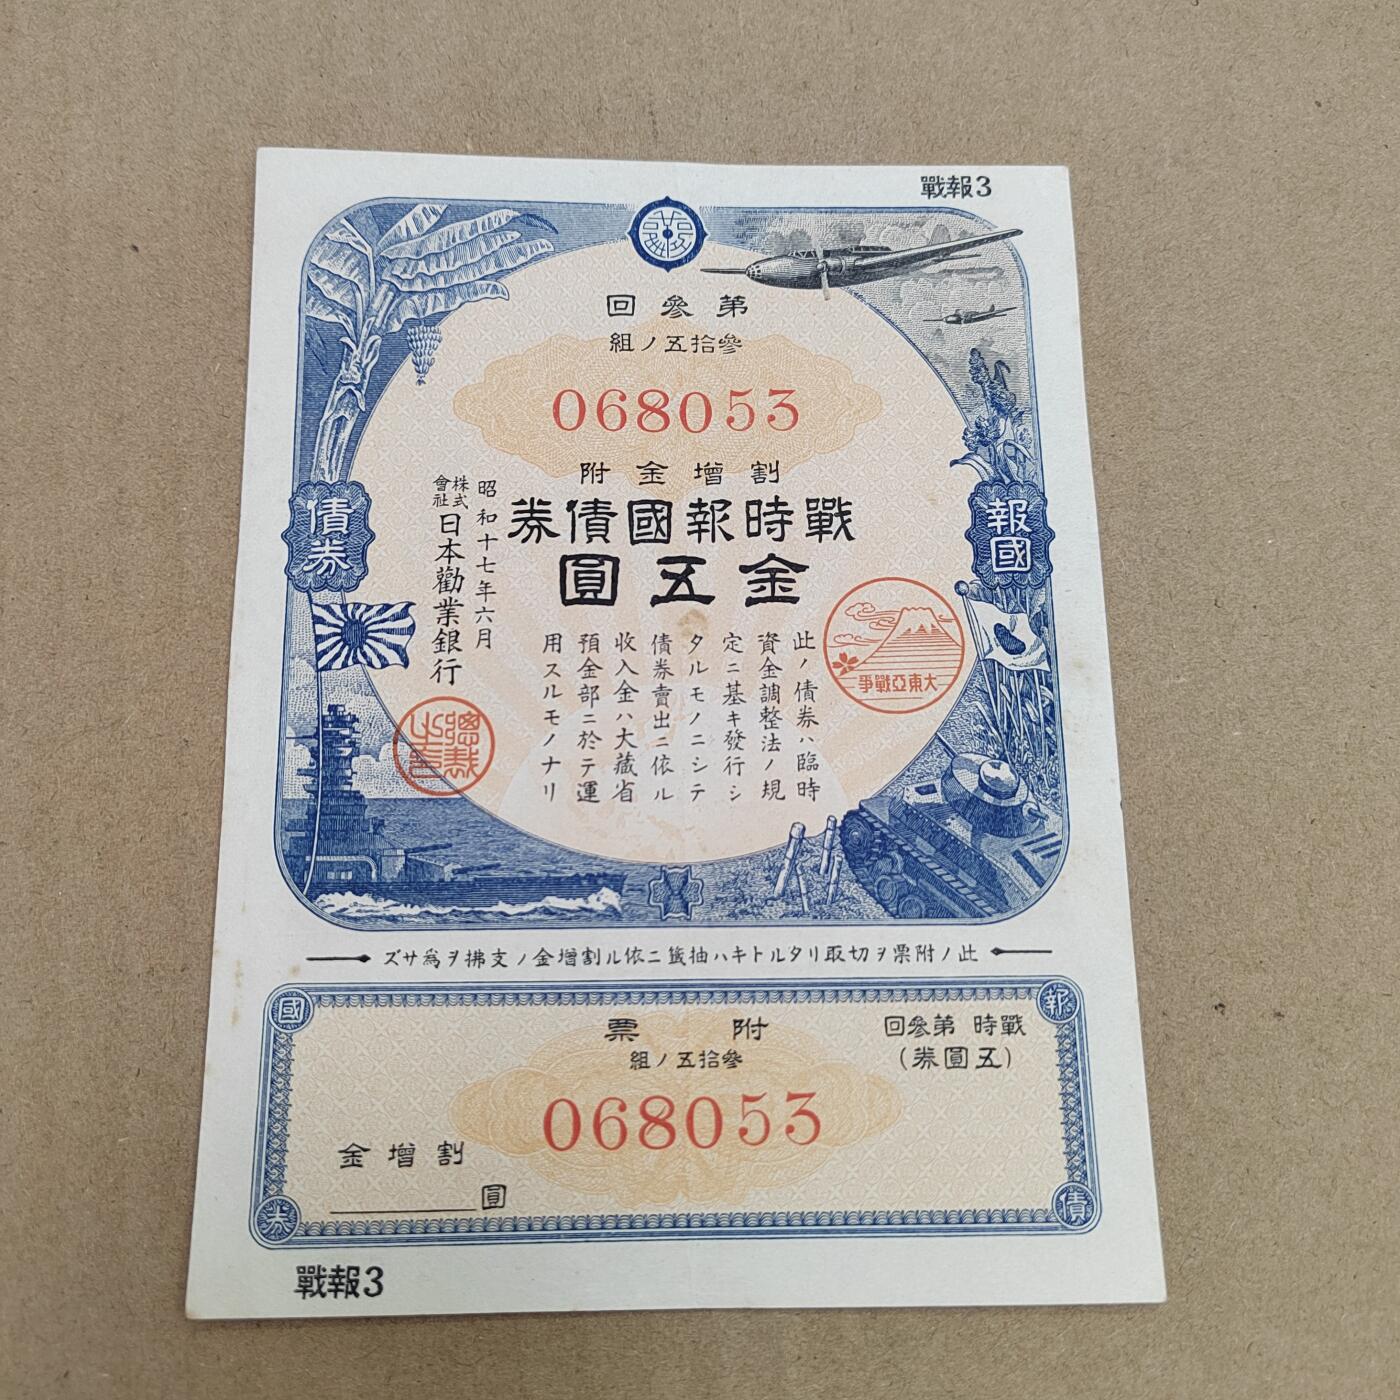 戰報3
第參回
參拾五ノ組
068053
割增金附
戰時報國債券
金五圓
報國
債券
此ノ債券ハ臨時
資金調整法ノ規
定ニ基キ發行シ
タルモノニシテ
債券賣出ニ依ル
收入金ハ大藏省
預金部ニ於テ運
用スルモノナリ
昭和十七年六月
株式會社
日本勸業銀行
大東亞戰爭
此ノ附票ヲ切取リタルトキハ抽籤ニ依ル割增金ノ支拂ヲ爲サズ
報
國
債
券
戰時 第參回
(五圓券)
附票
參拾五ノ組
068053
割增金
圓
戰報3